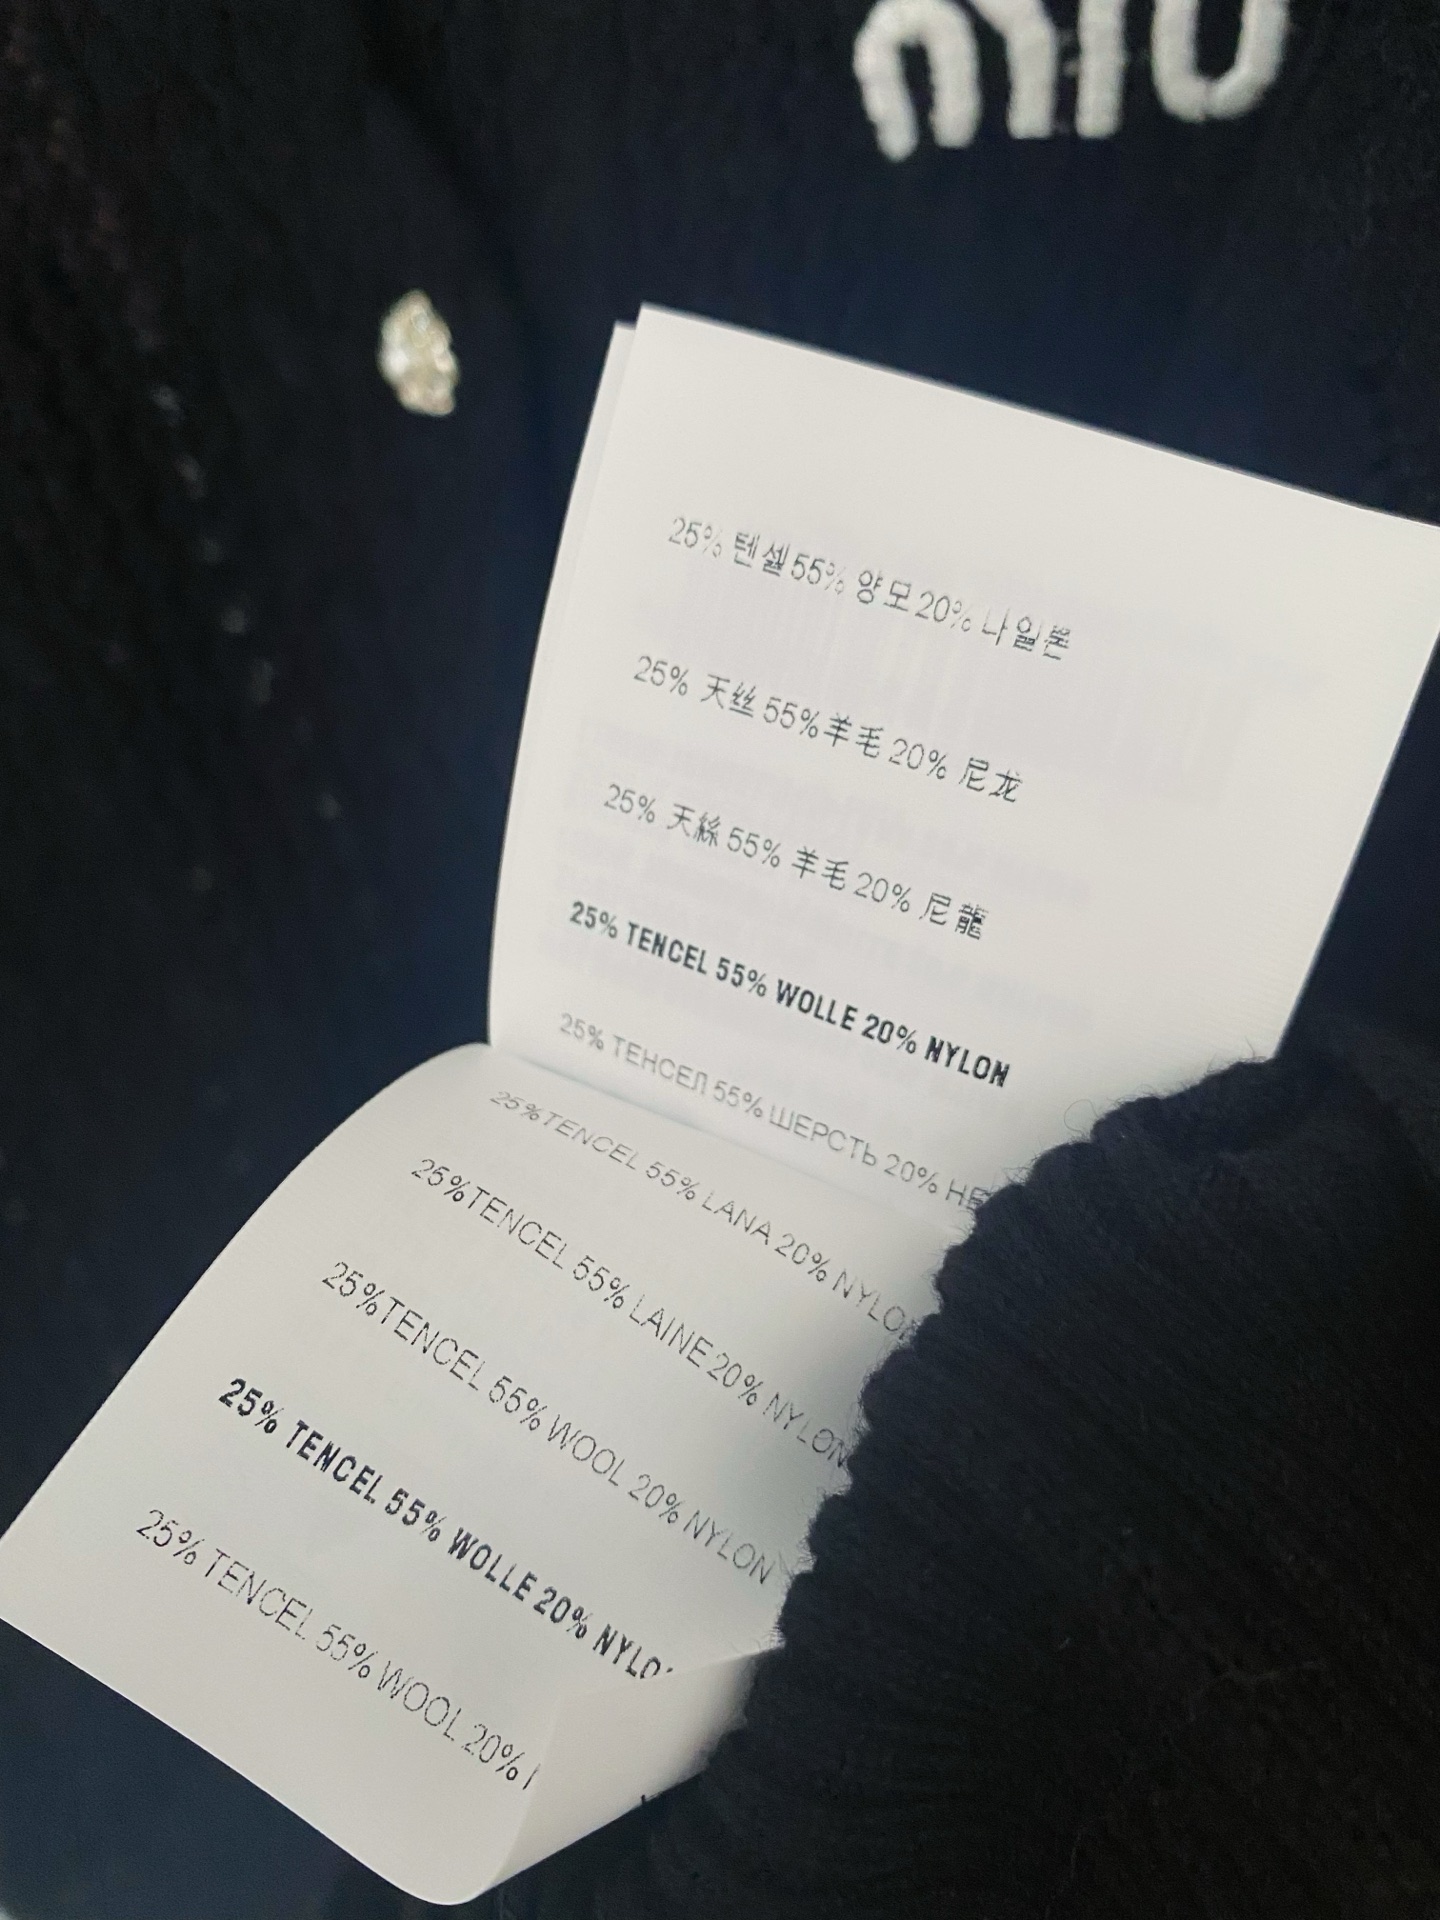 25% 텐셀 55% 양모 20% 나일론
25% 天丝 55%羊毛 20% 尼龙
25% 天絲 55% 羊毛 20% 尼龍
25% TENCEL 55% WOLLE 20% NYLON
25% ТЕНСЕЛ 55% ШЕРСТЬ 20%
25%TENCEL 55% LANA 20% NYLON
25%TENCEL 55% LAINE 20% NYLON
25%TENCEL 55% WOOL 20% NYLON
25% TENCEL 55% WOLLE 20%
25% TENCEL 55% WOOL 20%